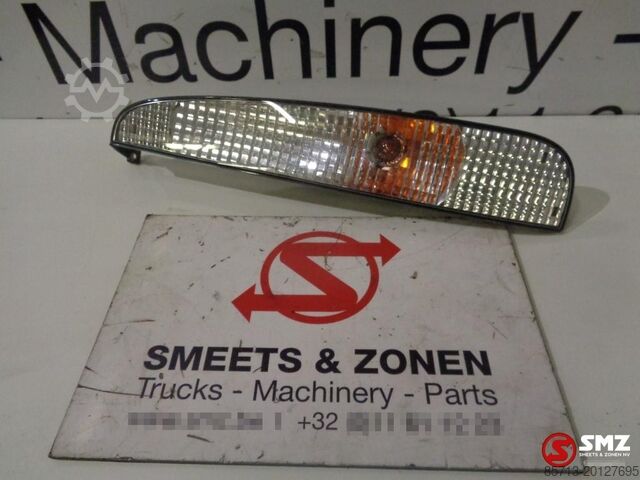 Machinery -
SMEETS & ZONEN
Trucks - Machinery - Parts
+32
SMZ
SMEETS & ZONEN NV
85713-20127695